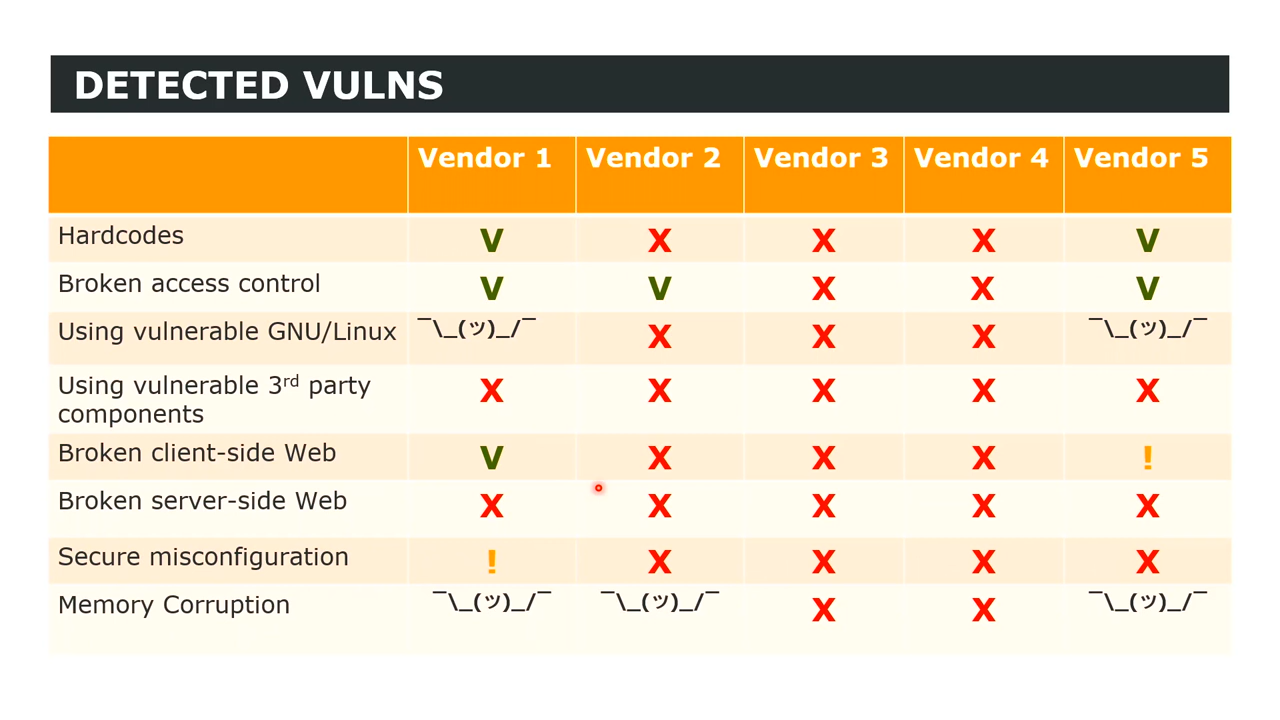 DETECTED VULNS
Vendor 1 Vendor 2 Vendor 3 Vendor 4 Vendor 5
Hardcodes V X X X V
Broken access control V V X X V
Using vulnerable GNU/Linux ¯\_(ツ)_/¯ X X X ¯\_(ツ)_/¯
Using vulnerable 3rd party
components X X X X X
Broken client-side Web V X X X !
Broken server-side Web X X X X X
Secure misconfiguration ! X X X X
Memory Corruption ¯\_(ツ)_/¯ ¯\_(ツ)_/¯ X X ¯\_(ツ)_/¯